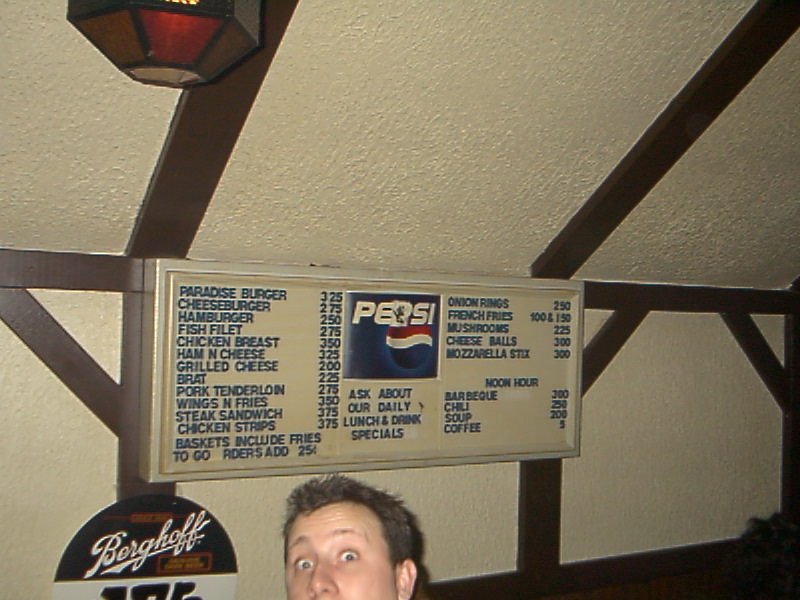 PARADISE BURGER 325
CHEESEBURGER 275
HAMBURGER 250
FISH FILET 275
CHICKEN BREAST 350
HAM N CHEESE 325
GRILLED CHEESE 200
BRAT 225
PORK TENDERLOIN 275
WINGS N FRIES 350
STEAK SANDWICH 375
CHICKEN STRIPS 375
BASKETS INCLUDE FRIES
TO GO RDERS ADD 25¢
PEPSI
ASK ABOUT
OUR DAILY
LUNCH & DRINK
SPECIALS
ONION RINGS 250
FRENCH FRIES 100 & 150
MUSHROOMS 225
CHEESE BALLS 300
MOZZARELLA STIX 300
NOON HOUR
BARBEQUE 300
CHILI 250
SOUP 200
COFFEE 5
Berghoff